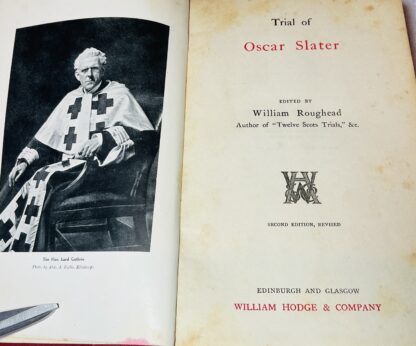 The Hon. Lord Guthrie
Trial of
Oscar Slater
EDITED BY
William Roughead
Author of "Twelve Scots Trials," &c.
SECOND EDITION, REVISED
EDINBURGH AND GLASGOW
WILLIAM HODGE & COMPANY